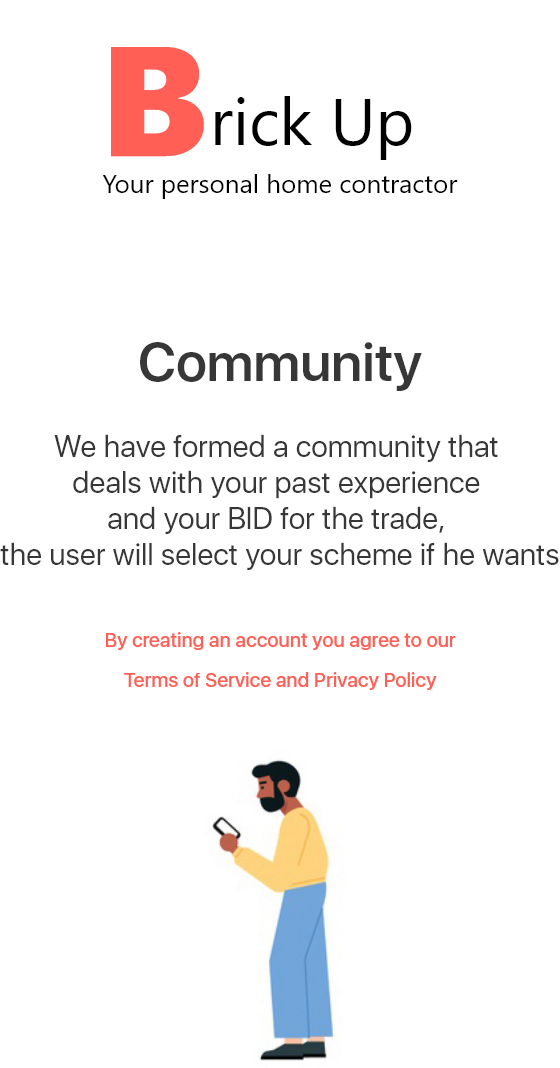 Brick Up
Your personal home contractor
Community
We have formed a community that
deals with your past experience
and your BID for the trade,
the user will select your scheme if he wants
By creating an account you agree to our
Terms of Service and Privacy Policy